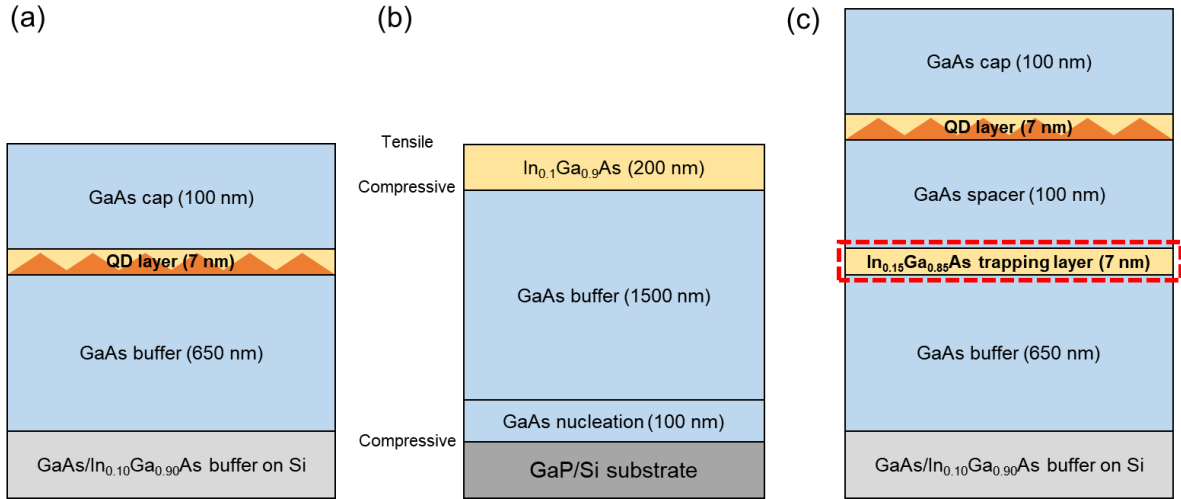 (a)
GaAs cap (100 nm)
QD layer (7 nm)
GaAs buffer (650 nm)
GaAs/In0.10Ga0.90As buffer on Si
(b)
Tensile
In0.1Ga0.9As (200 nm)
Compressive
GaAs buffer (1500 nm)
GaAs nucleation (100 nm)
Compressive
GaP/Si substrate
(c)
GaAs cap (100 nm)
QD layer (7 nm)
GaAs spacer (100 nm)
In0.15Ga0.85As trapping layer (7 nm)
GaAs buffer (650 nm)
GaAs/In0.10Ga0.90As buffer on Si